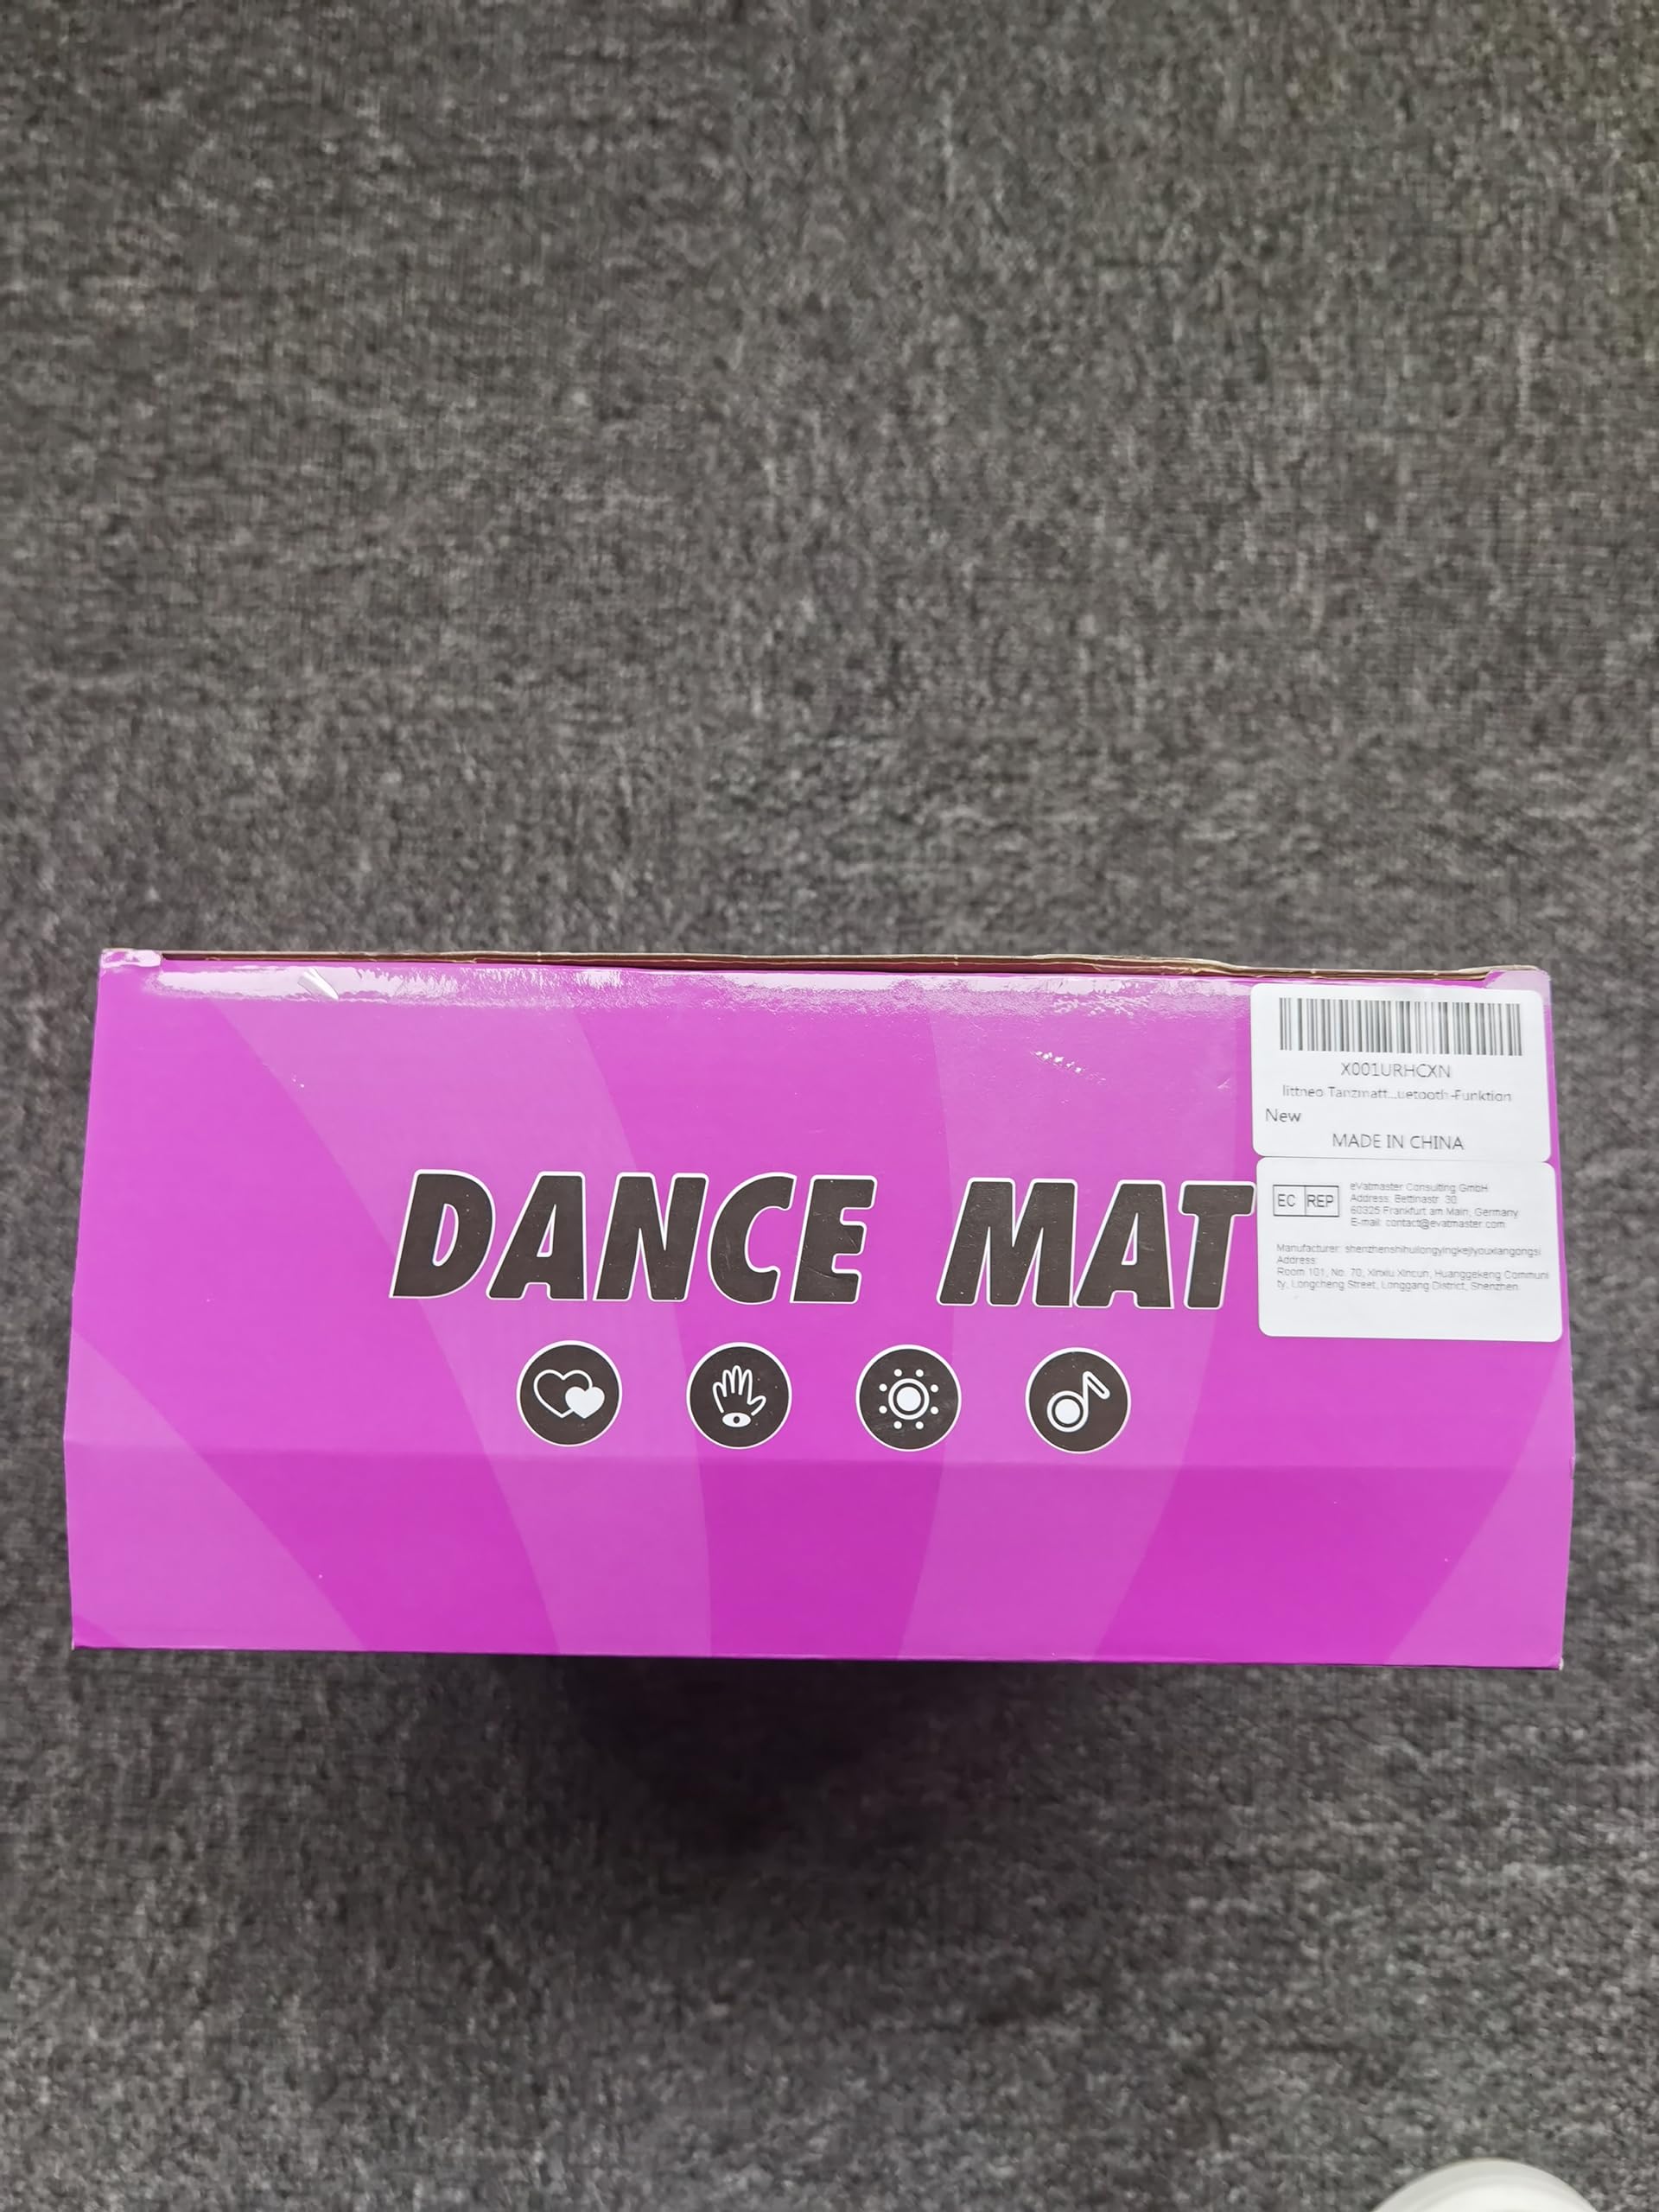 X001URHCXN
littneo Tanzmatt...uetooth-Funktion
New
MADE IN CHINA
DANCE MAT
EC REP
eVatmaster Consulting GmbH
Address: Bettinastr. 30
60325 Frankfurt am Main, Germany
E-mail: contact@evatmaster.com
Manufacturer: shenzhenshihuilongyingkejiyouxiangongsi
Address:
Room 101, No. 70, Xinxiu Xincun, Huanggekeng Communi
ty, Longcheng Street, Longgang District, Shenzhen